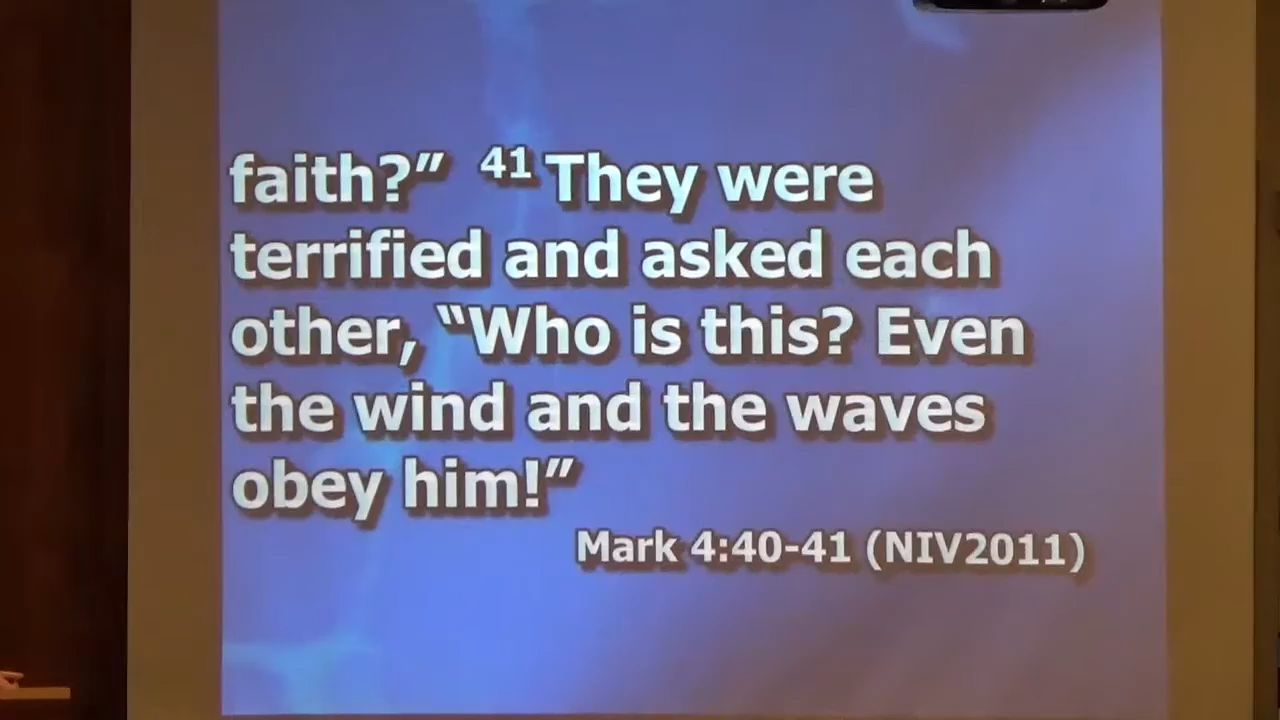 faith?” 41 They were
terrified and asked each
other, “Who is this? Even
the wind and the waves
obey him!”
Mark 4:40-41 (NIV2011)